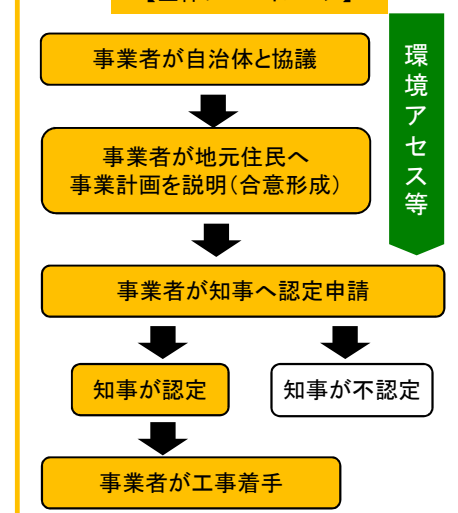 事業者が自治体と協議
環境アセス等
事業者が地元住民へ
事業計画を説明(合意形成)
事業者が知事へ認定申請
知事が認定
知事が不認定
事業者が工事着手